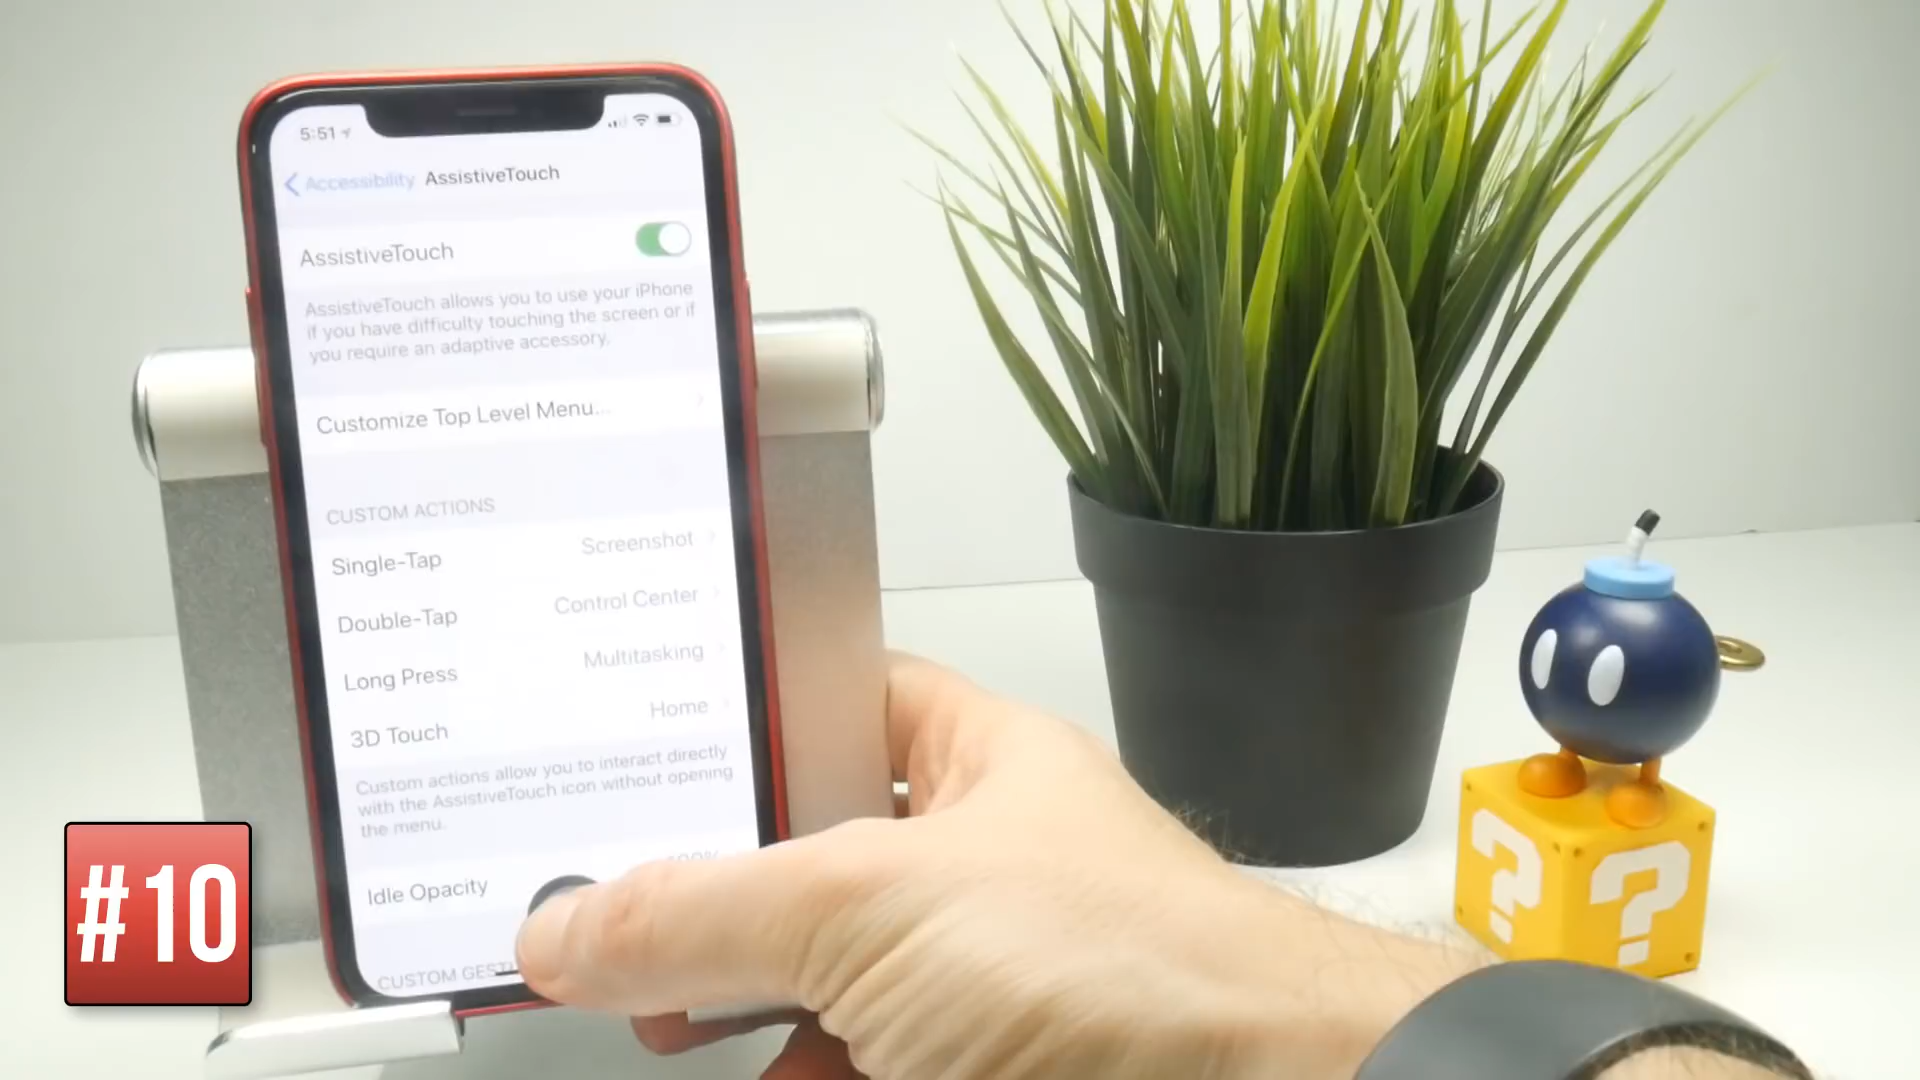 5:51
Accessibility AssistiveTouch
AssistiveTouch
AssistiveTouch allows you to use your iPhone
if you have difficulty touching the screen or if
you require an adaptive accessory.
Customize Top Level Menu...
CUSTOM ACTIONS
Single-Tap Screenshot
Double-Tap Control Center
Long Press Multitasking
3D Touch Home
Custom actions allow you to interact directly
with the AssistiveTouch icon without opening
the menu.
Idle Opacity
CUSTOM
#10
? ?